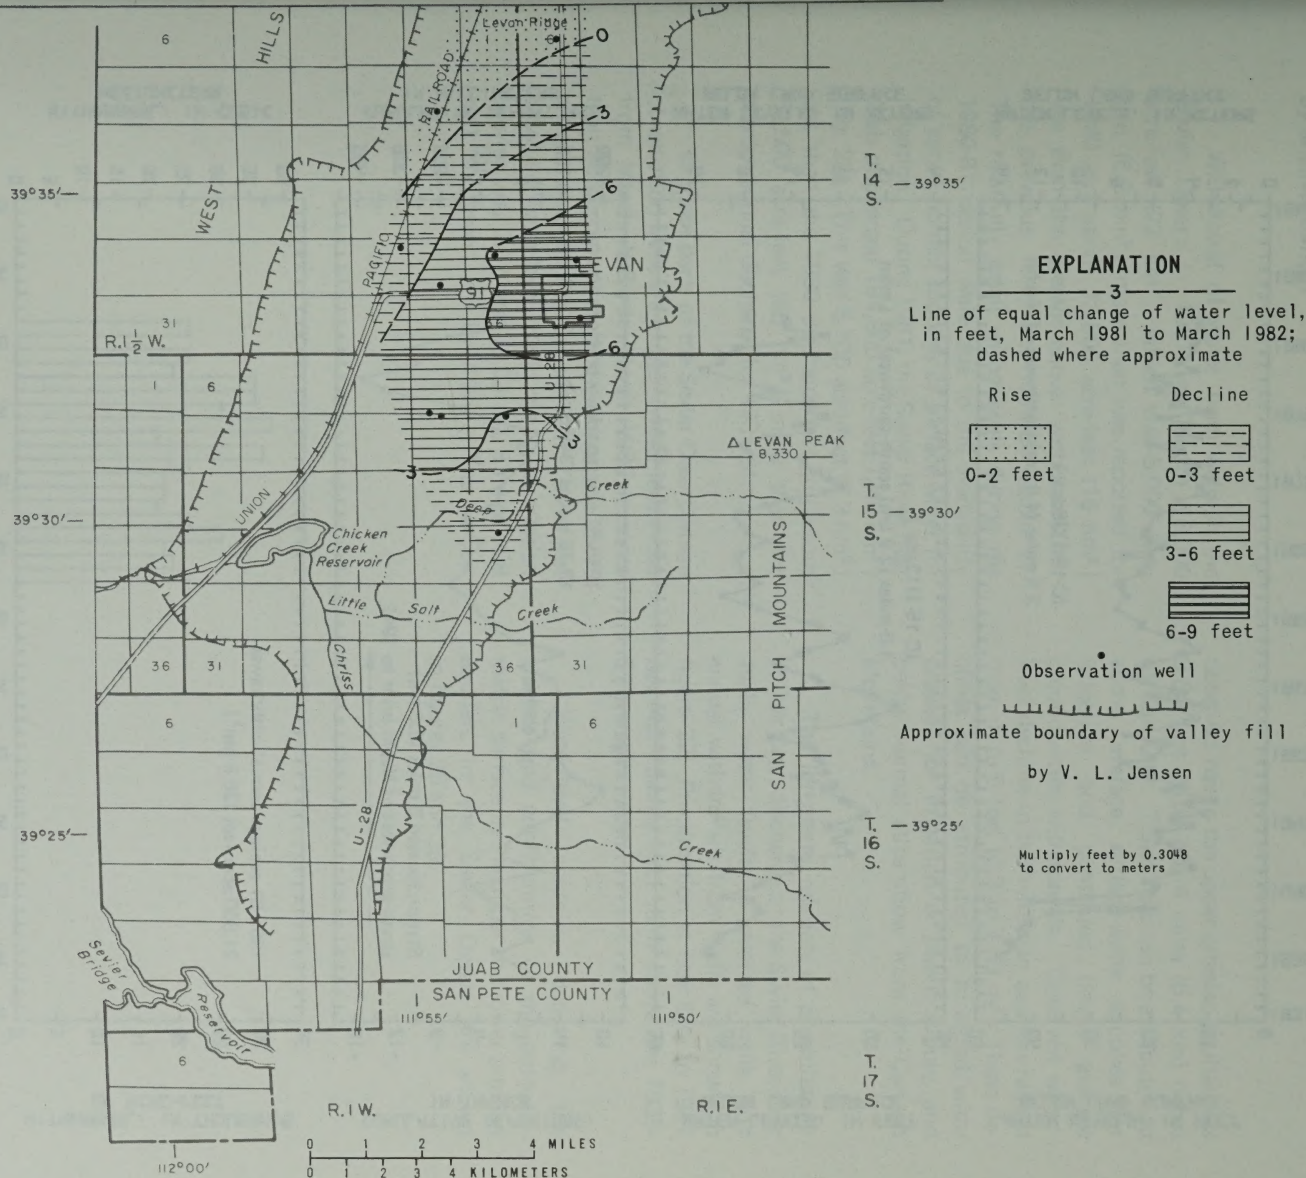 Levan Ridge
6
HILLS
0
RAILROAD
3
T.
14
S.
39°35′
39°35′
WEST
6
PACIFIC
LEVAN
91
31
36
R.1 1/2 W.
6
U-28
1
6
1
3
△ LEVAN PEAK
8,330
3
Creek
Deep
UNION
T.
15
S.
39°30′
39°30′
Chicken
Creek
Reservoir
Little Salt Creek
Chriss
SAN PITCH MOUNTAINS
36
31
36
31
6
1
6
U-28
Creek
39°25′
T.
16
S.
39°25′
Sevier
Bridge
Reservoir
JUAB COUNTY
SAN PETE COUNTY
111°55′
111°50′
6
T.
17
S.
R.1 W.
R.1 E.
112°00′
0 1 2 3 4 MILES
0 1 2 3 4 KILOMETERS
EXPLANATION
3
Line of equal change of water level,
in feet, March 1981 to March 1982;
dashed where approximate
Rise
Decline
0-2 feet
0-3 feet
3-6 feet
6-9 feet
Observation well
Approximate boundary of valley fill
by V. L. Jensen
Multiply feet by 0.3048
to convert to meters